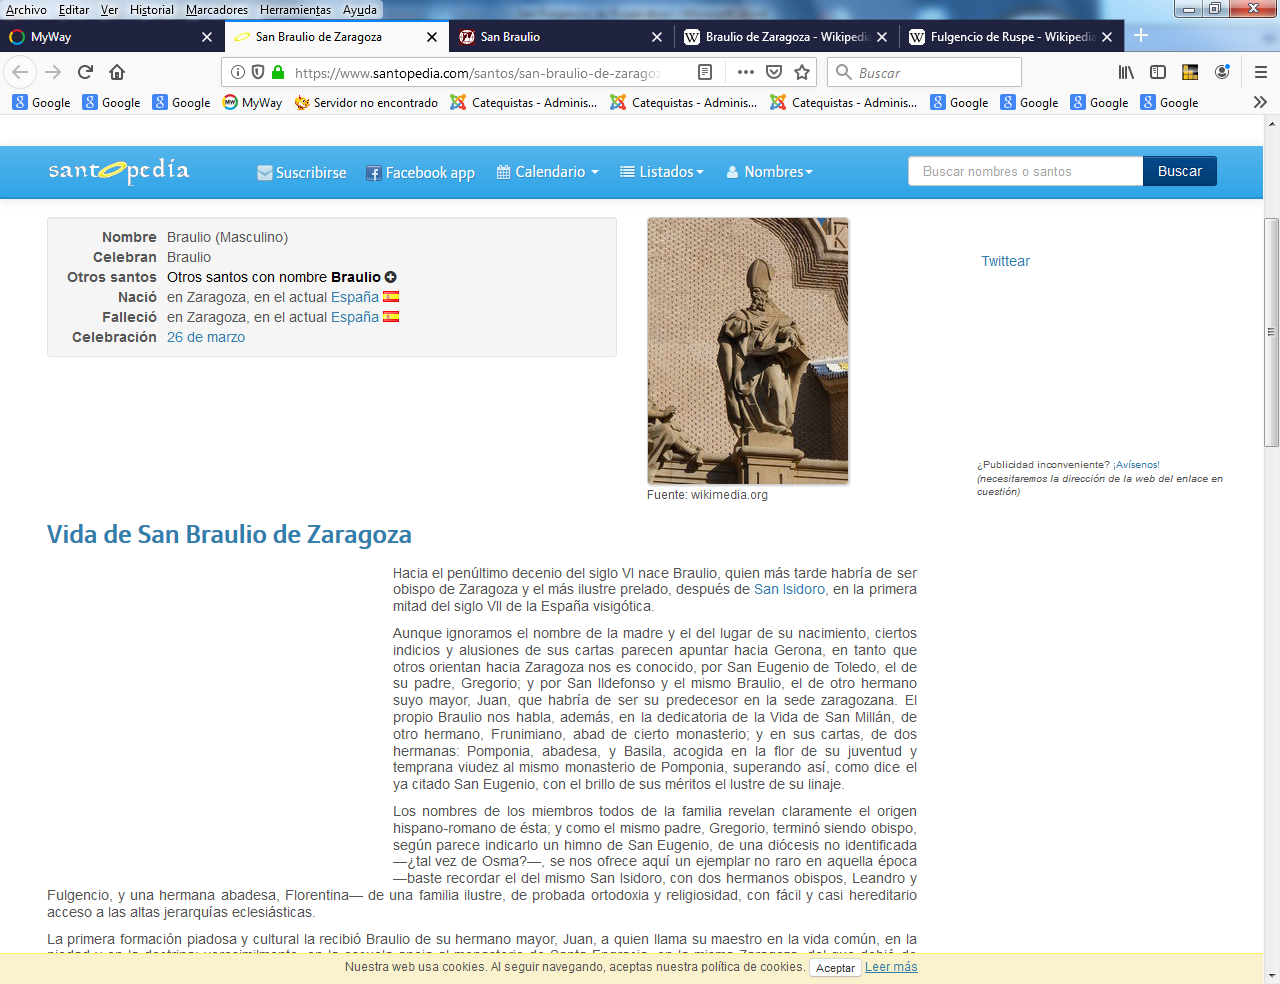 Archivo Editar Ver Historial Marcadores Herramientas Ayuda
MyWay
San Braulio de Zaragoza
San Braulio
Braulio de Zaragoza - Wikipedia
Fulgencio de Ruspe - Wikipedia
https://www.santopedia.com/santos/san-braulio-de-zaragoz
Buscar
Google Google Google MyWay Servidor no encontrado Catequistas - Adminis... Catequistas - Adminis... Catequistas - Adminis... Google Google Google Google
santopedia Suscribirse Facebook app Calendario Listados Nombres Buscar nombres o santos Buscar
Nombre Braulio (Masculino)
Celebran Braulio
Otros santos Otros santos con nombre Braulio
Nació en Zaragoza, en el actual España
Falleció en Zaragoza, en el actual España
Celebración 26 de marzo
Fuente: wikimedia.org
Twittear
¿Publicidad inconveniente? ¡Avísenos!
(necesitaremos la dirección de la web del enlace en
cuestión)
Vida de San Braulio de Zaragoza
Hacia el penúltimo decenio del siglo VI nace Braulio, quien más tarde habría de ser
obispo de Zaragoza y el más ilustre prelado, después de San Isidoro, en la primera
mitad del siglo VII de la España visigótica.
Aunque ignoramos el nombre de la madre y el del lugar de su nacimiento, ciertos
indicios y alusiones de sus cartas parecen apuntar hacia Gerona, en tanto que
otros orientan hacia Zaragoza nos es conocido, por San Eugenio de Toledo, el de
su padre, Gregorio; y por San Ildefonso y el mismo Braulio, el de otro hermano
suyo mayor, Juan, que habría de ser su predecesor en la sede zaragozana. El
propio Braulio nos habla, además, en la dedicatoria de la Vida de San Millán, de
otro hermano, Frunimiano, abad de cierto monasterio; y en sus cartas, de dos
hermanas: Pomponia, abadesa, y Basila, acogida en la flor de su juventud y
temprana viudez al mismo monasterio de Pomponia, superando así, como dice el
ya citado San Eugenio, con el brillo de sus méritos el lustre de su linaje.
Los nombres de los miembros todos de la familia revelan claramente el origen
hispano-romano de ésta; y como el mismo padre, Gregorio, terminó siendo obispo,
según parece indicarlo un himno de San Eugenio, de una diócesis no identificada
—¿tal vez de Osma?—, se nos ofrece aquí un ejemplar no raro en aquella época
—baste recordar el del mismo San Isidoro, con dos hermanos obispos, Leandro y
Fulgencio, y una hermana abadesa, Florentina— de una familia ilustre, de probada ortodoxia y religiosidad, con fácil y casi hereditario
acceso a las altas jerarquías eclesiásticas.
La primera formación piadosa y cultural la recibió Braulio de su hermano mayor, Juan, a quien llama su maestro en la vida común, en la
Nuestra web usa cookies. Al seguir navegando, aceptas nuestra política de cookies. Aceptar Leer más